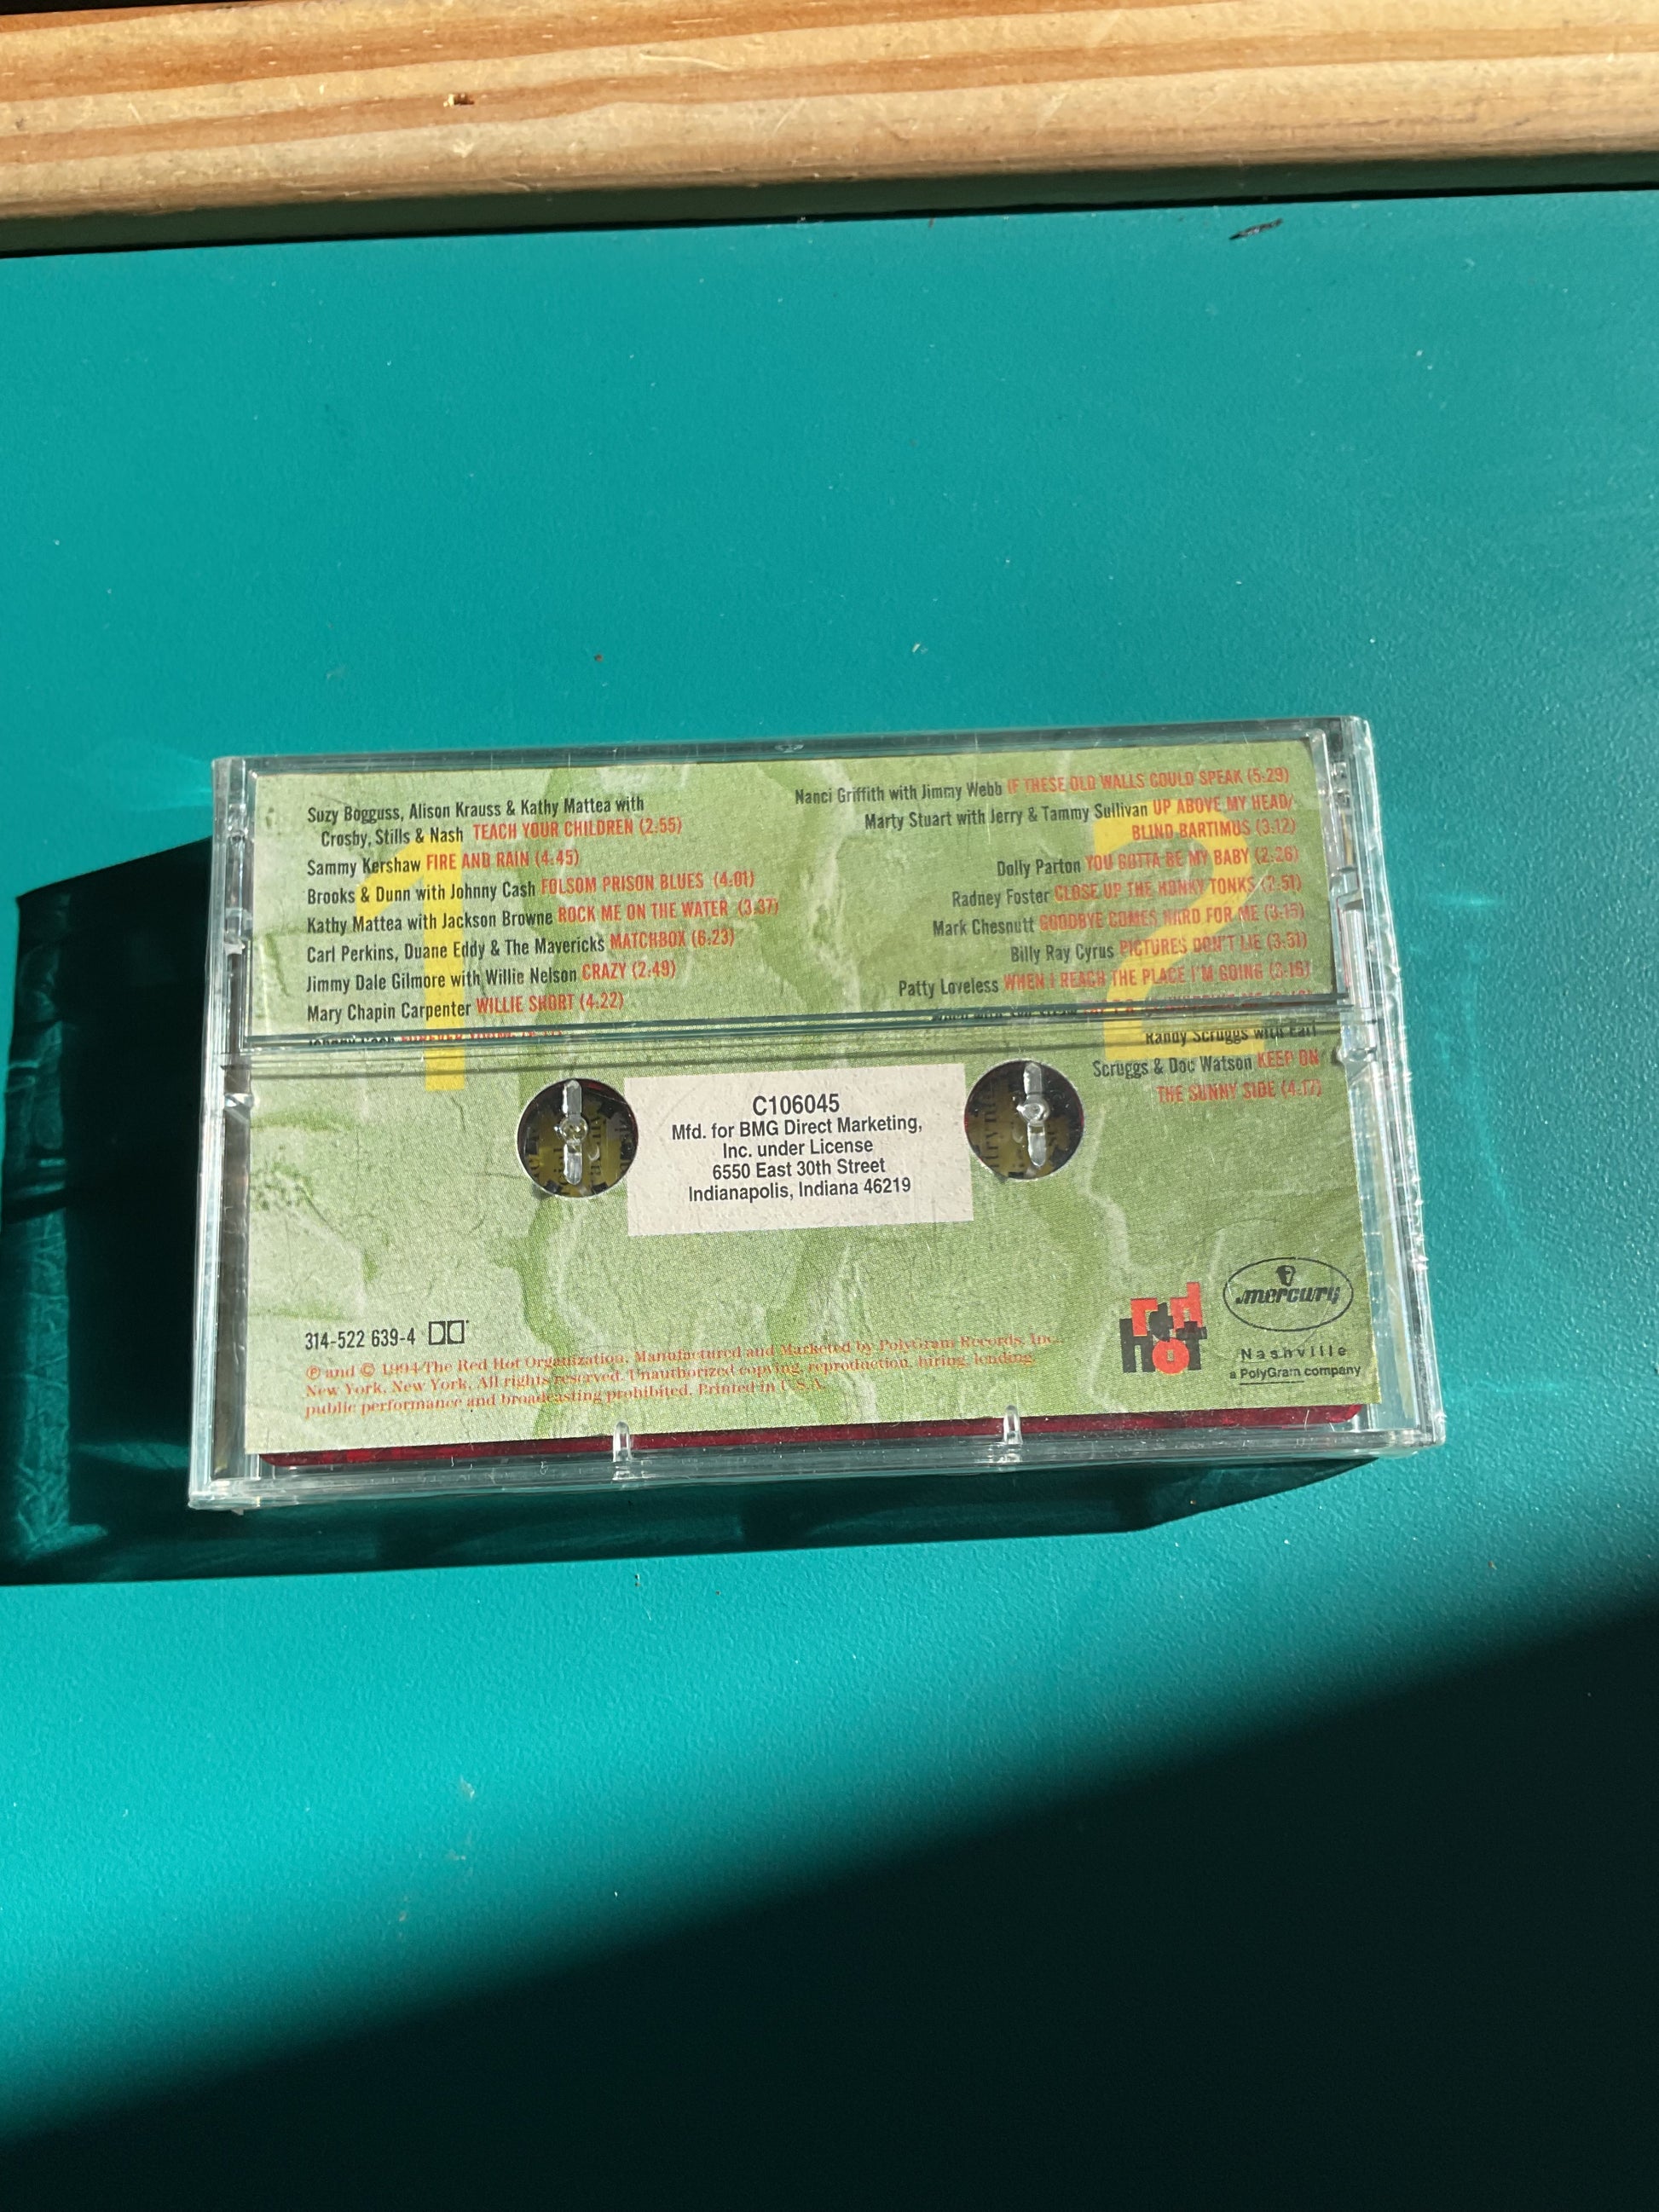 Suzy Bogguss, Alison Krauss & Kathy Mattea with
Crosby, Stills & Nash TEACH YOUR CHILDREN (2:55)
Sammy Kershaw FIRE AND RAIN (4:45)
Brooks & Dunn with Johnny Cash FOLSOM PRISON BLUES (4:01)
Kathy Mattea with Jackson Browne ROCK ME ON THE WATER (3:37)
Carl Perkins, Duane Eddy & The Mavericks MATCHBOX (6:23)
Jimmy Dale Gilmore with Willie Nelson CRAZY (2:49)
Mary Chapin Carpenter WILLIE SHORT (4:22)
Johnny Cash FOREVER YOUNG
1
Nanci Griffith with Jimmy Webb IF THESE OLD WALLS COULD SPEAK (5:29)
Marty Stuart with Jerry & Tammy Sullivan UP ABOVE MY HEAD/
BLIND BARTIMUS (3:12)
Dolly Parton YOU GOTTA BE MY BABY (2:26)
Radney Foster CLOSE UP THE HONKY TONKS (2:51)
Mark Chesnutt GOODBYE COMES HARD FOR ME (3:15)
Billy Ray Cyrus PICTURES DON'T LIE (3:51)
Patty Loveless WHEN I REACH THE PLACE I'M GOING (3:16)
Randy Scruggs with Earl
Scruggs & Doc Watson KEEP ON
THE SUNNY SIDE (4:17)
2
C106045
Mfd. for BMG Direct Marketing,
Inc. under License
6550 East 30th Street
Indianapolis, Indiana 46219
314-522 639-4
℗ and © 1994 The Red Hot Organization. Manufactured and Marketed by PolyGram Records, Inc.,
New York, New York. All rights reserved. Unauthorized copying, reproduction, hiring, lending,
public performance and broadcasting prohibited. Printed in U.S.A.
red
hot
mercury
Nashville
a PolyGram company